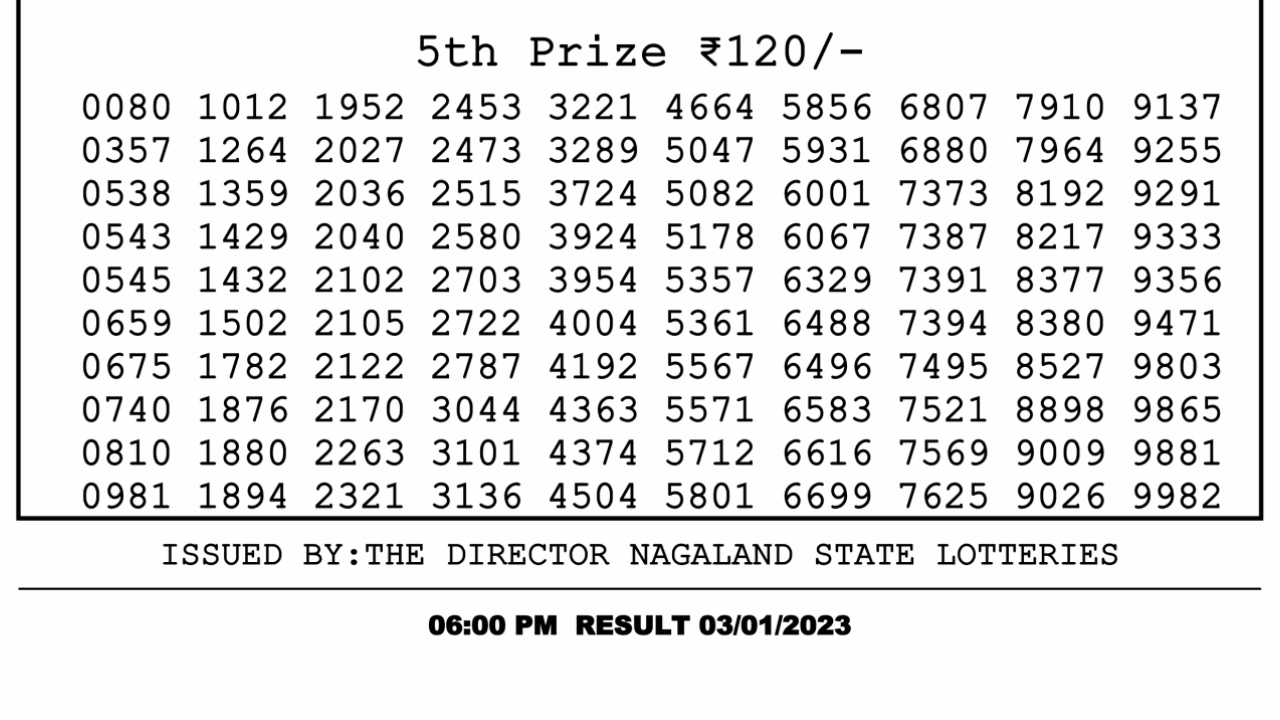 5th Prize ₹120/-
0080 1012 1952 2453 3221 4664 5856 6807 7910 9137
0357 1264 2027 2473 3289 5047 5931 6880 7964 9255
0538 1359 2036 2515 3724 5082 6001 7373 8192 9291
0543 1429 2040 2580 3924 5178 6067 7387 8217 9333
0545 1432 2102 2703 3954 5357 6329 7391 8377 9356
0659 1502 2105 2722 4004 5361 6488 7394 8380 9471
0675 1782 2122 2787 4192 5567 6496 7495 8527 9803
0740 1876 2170 3044 4363 5571 6583 7521 8898 9865
0810 1880 2263 3101 4374 5712 6616 7569 9009 9881
0981 1894 2321 3136 4504 5801 6699 7625 9026 9982
ISSUED BY:THE DIRECTOR NAGALAND STATE LOTTERIES
06:00 PM RESULT 03/01/2023